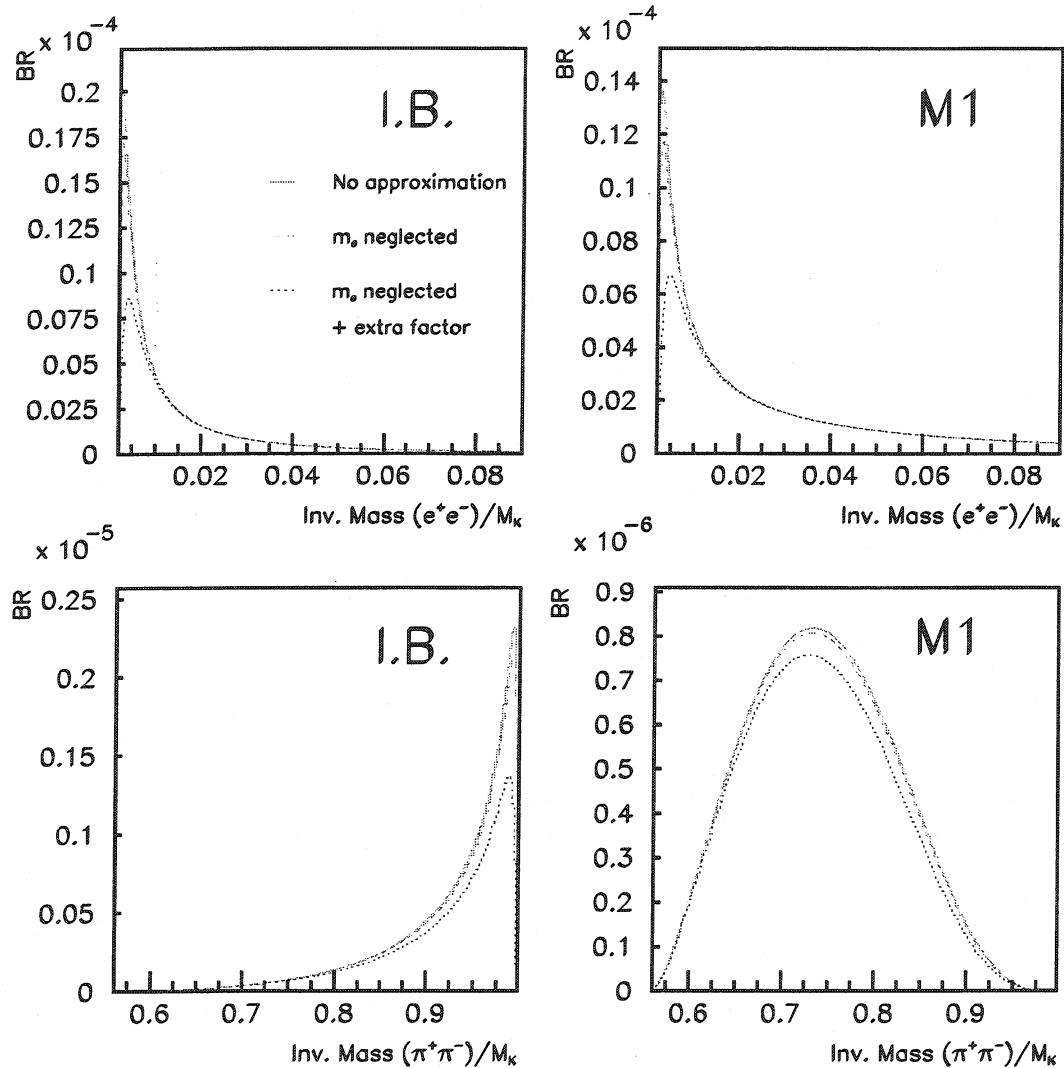 × 10⁻⁴
BR
I.B.
0.2
0.175
0.15
0.125
0.1
0.075
0.05
0.025
0
No approximation
mₑ neglected
mₑ neglected
+ extra factor
0.02 0.04 0.06 0.08
Inv. Mass (e⁺e⁻)/M_K
× 10⁻⁴
BR
M1
0.14
0.12
0.1
0.08
0.06
0.04
0.02
0
0.02 0.04 0.06 0.08
Inv. Mass (e⁺e⁻)/M_K
× 10⁻⁵
BR
I.B.
0.25
0.2
0.15
0.1
0.05
0
0.6 0.7 0.8 0.9
Inv. Mass (π⁺π⁻)/M_K
× 10⁻⁶
BR
M1
0.9
0.8
0.7
0.6
0.5
0.4
0.3
0.2
0.1
0
0.6 0.7 0.8 0.9
Inv. Mass (π⁺π⁻)/M_K